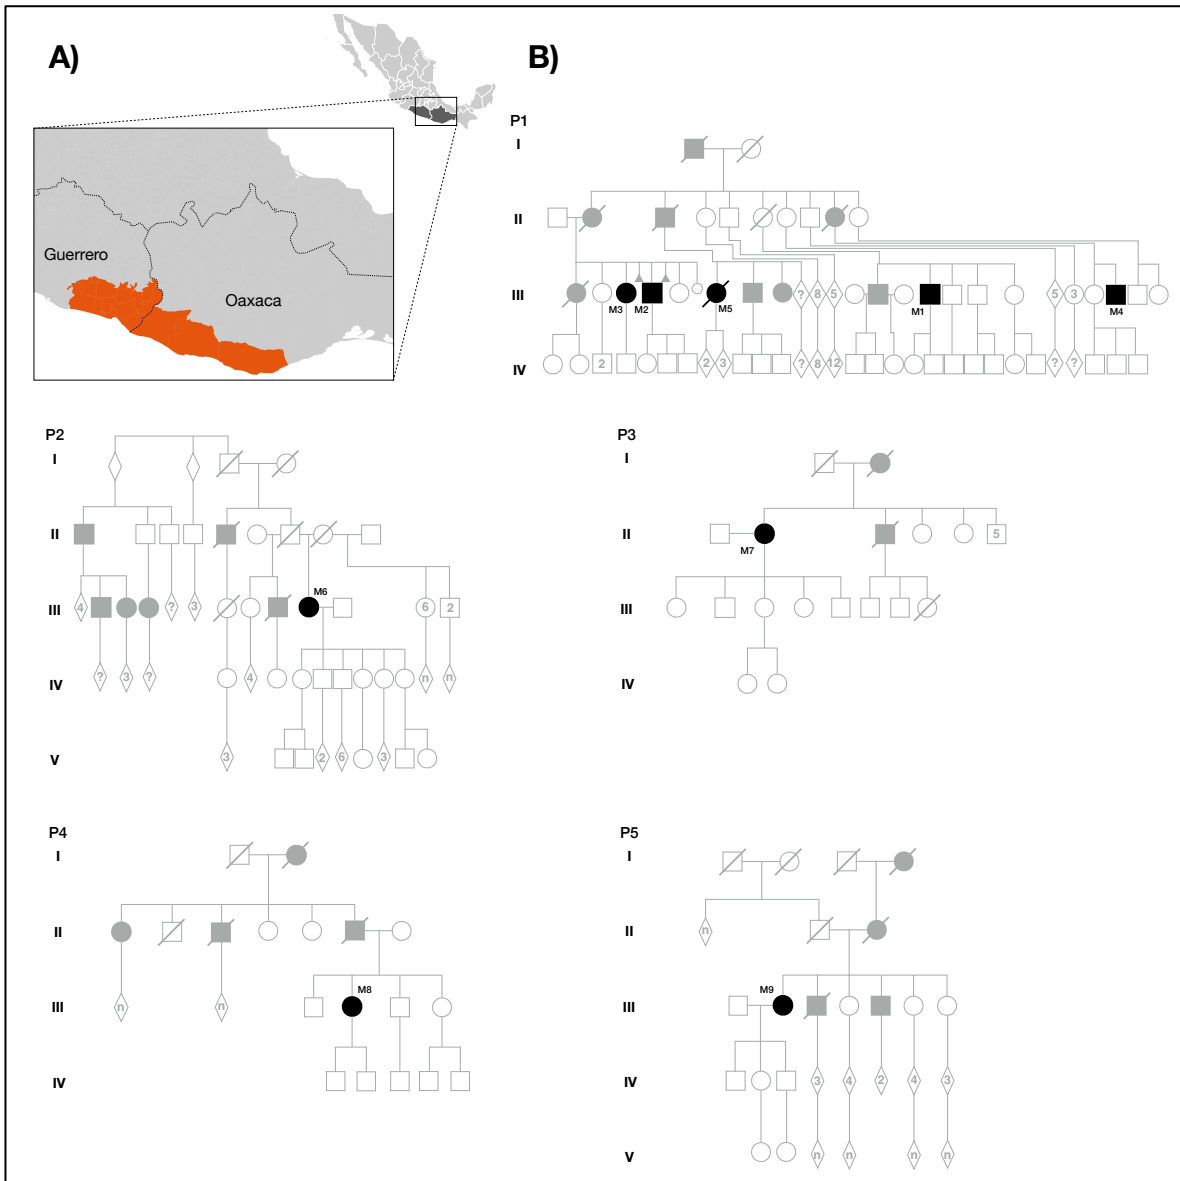 A)
B)
Guerrero
Oaxaca
P1
I
II
III
M3
M2
M5
?
8
5
M1
5
3
M4
IV
2
2
3
?
8
12
?
?
P2
I
II
III
4
?
3
M6
6
2
IV
?
3
?
4
n
n
V
3
2
6
3
P3
I
II
M7
5
III
IV
P4
I
II
III
n
n
M8
IV
P5
I
II
n
III
M9
IV
3
4
2
4
3
V
n
n
n
n